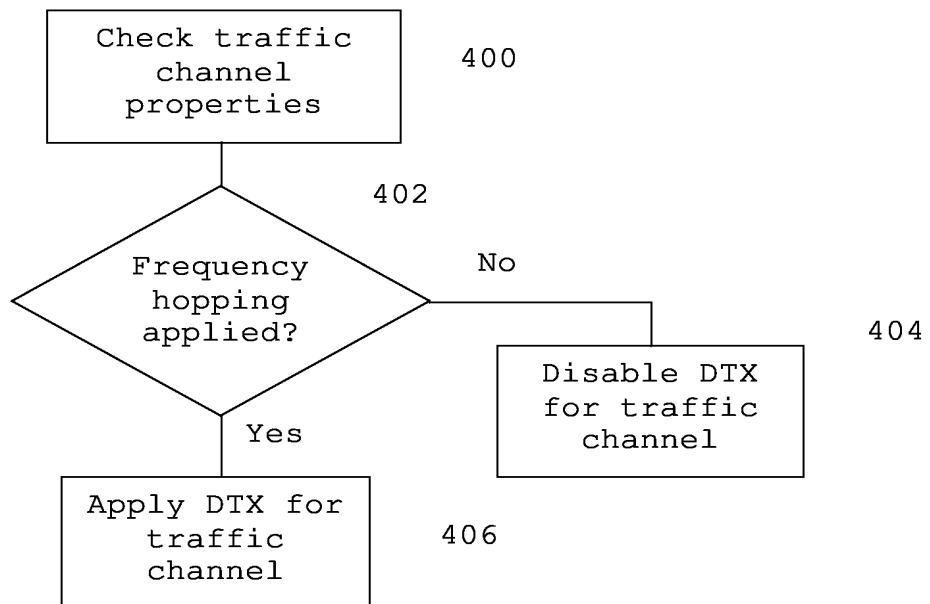 Check traffic
channel
properties
400
402
Frequency
hopping
applied?
No
404
Disable DTX
for traffic
channel
Yes
Apply DTX for
traffic
channel
406